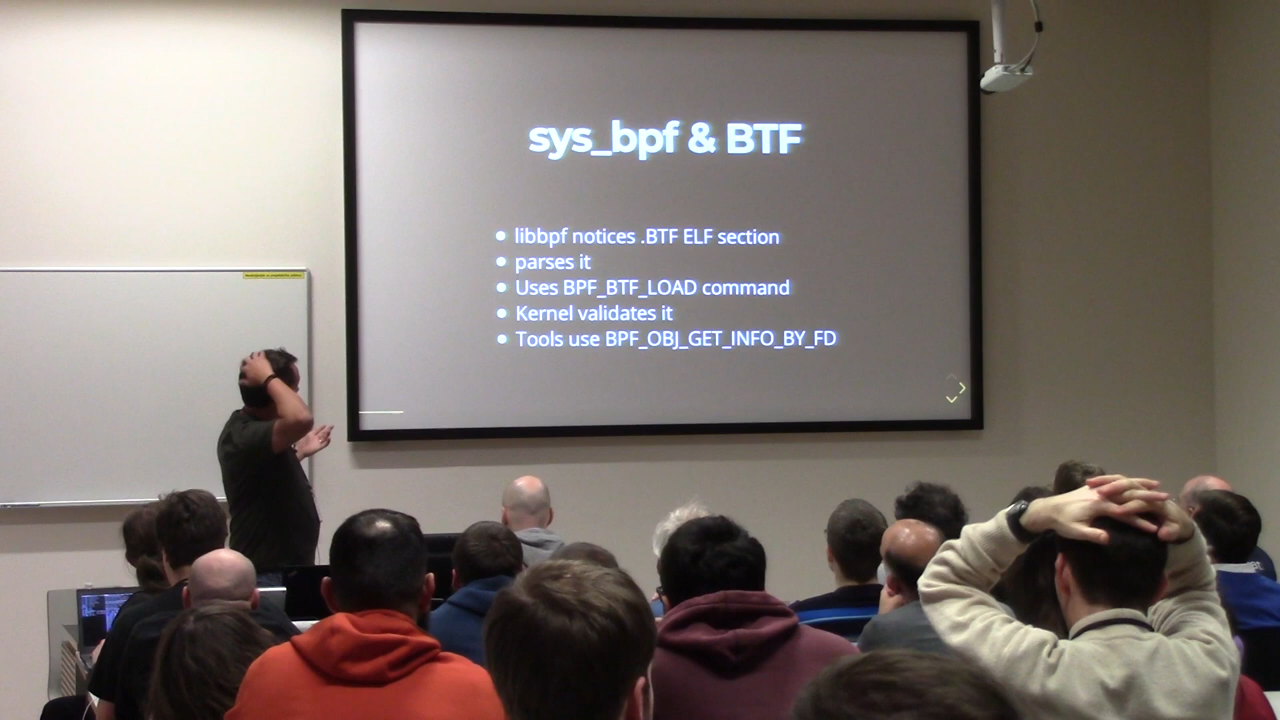 sys_bpf & BTF
libbpf notices .BTF ELF section
parses it
Uses BPF_BTF_LOAD command
Kernel validates it
Tools use BPF_OBJ_GET_INFO_BY_FD